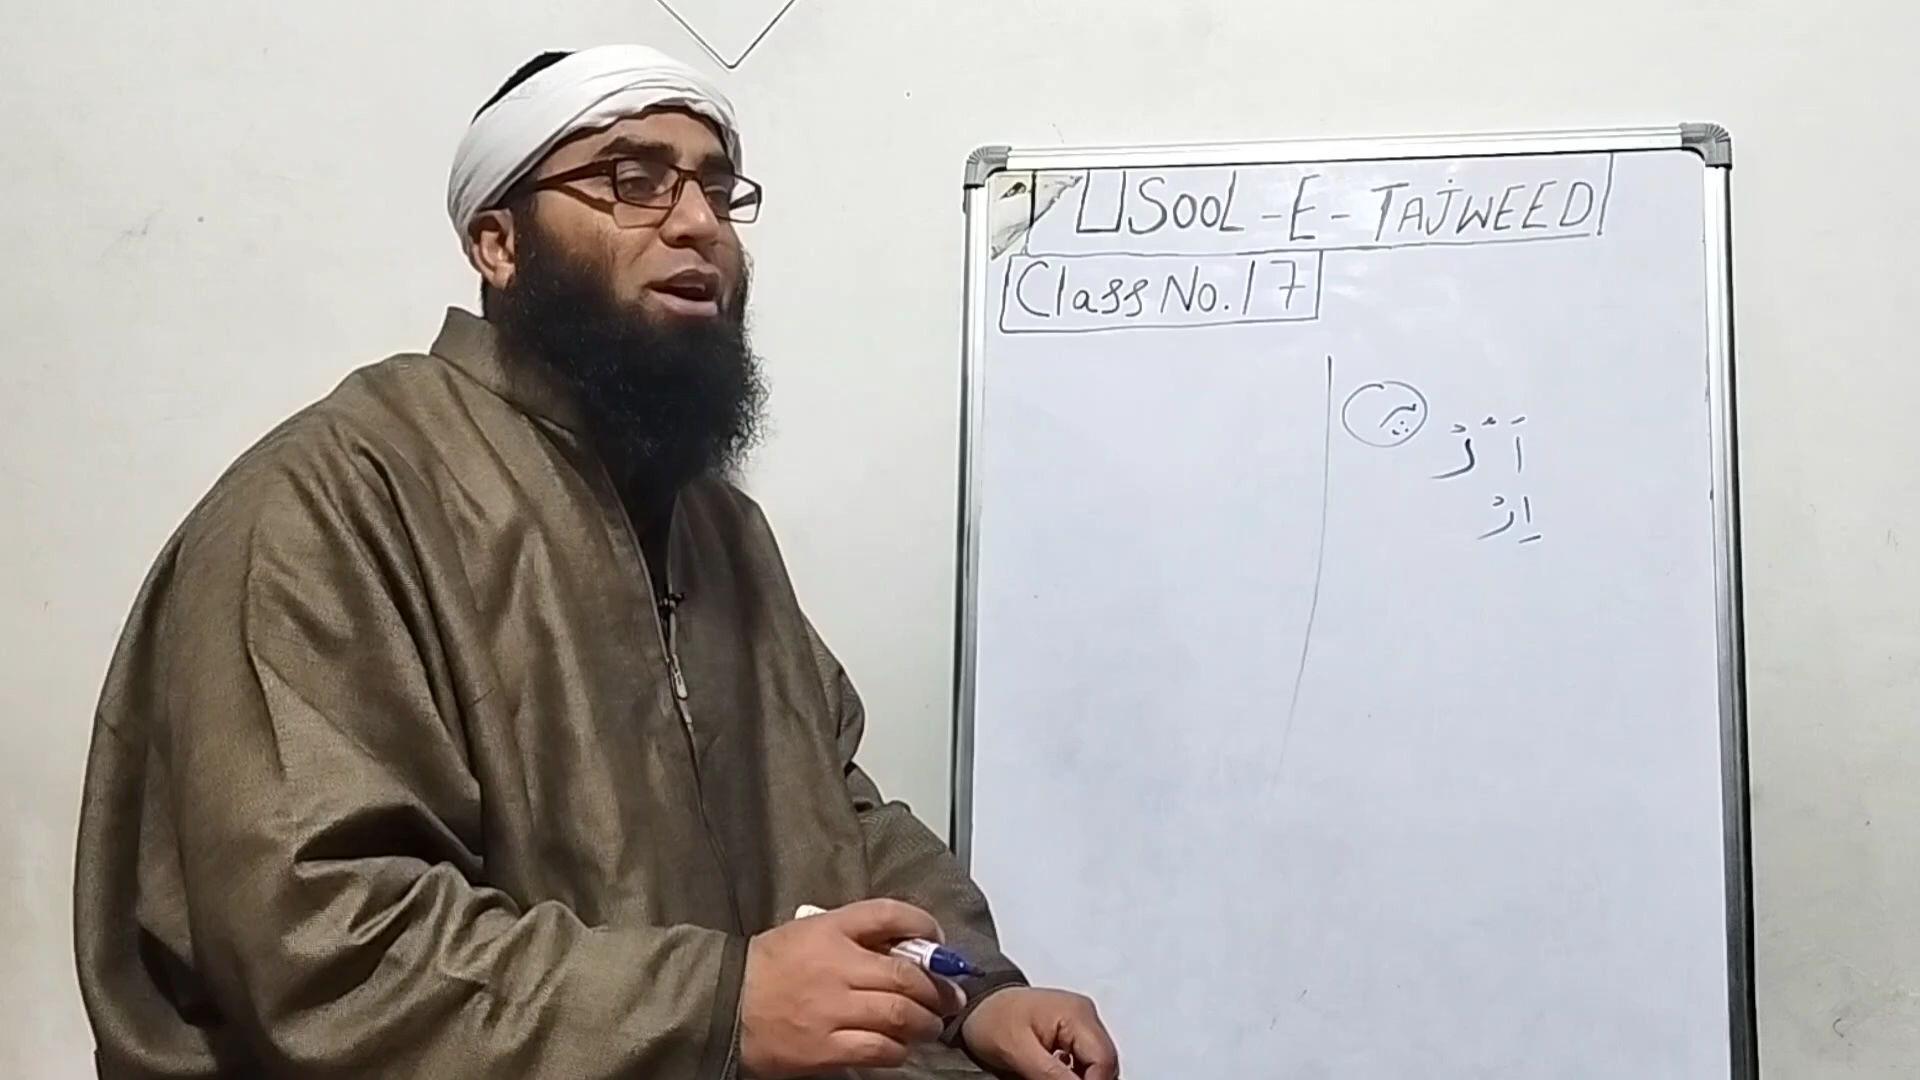 USOOL-E-TAJWEED
Class No. 17
اَ ُ رْ
اِرْ